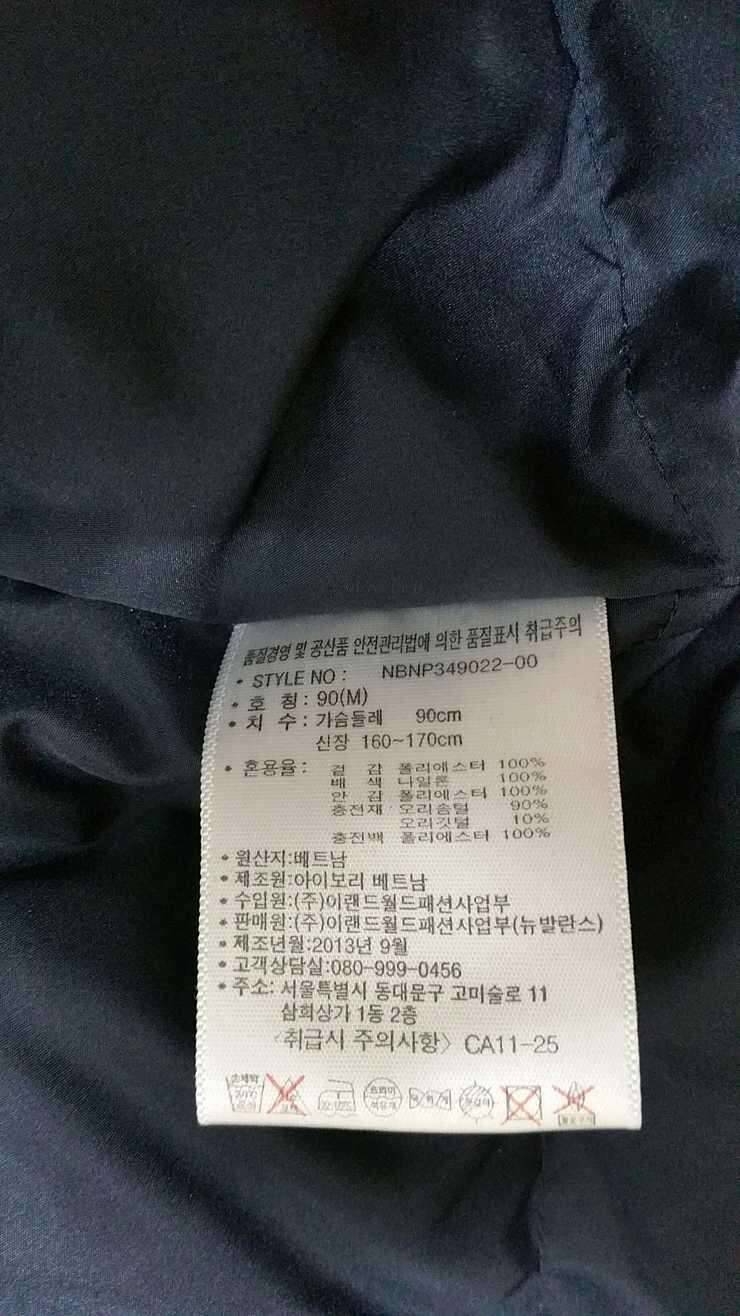 품질경영 및 공산품 안전관리법에 의한 품질표시 취급주의
• STYLE NO : NBNP349022-00
• 호 칭 : 90(M)
• 치 수 : 가슴둘레 90cm
신장 160~170cm
• 혼용율 : 겉 감 폴리에스터 100%
배 색 나일론 100%
안 감 폴리에스터 100%
충전재 오리솜털 90%
오리깃털 10%
충전백 폴리에스터 100%
• 원산지:베트남
• 제조원:아이보리 베트남
• 수입원:(주)이랜드월드패션사업부
• 판매원:(주)이랜드월드패션사업부(뉴발란스)
• 제조년월:2013년 9월
• 고객상담실:080-999-0456
• 주소: 서울특별시 동대문구 고미술로 11
삼희상가 1동 2층
<취급시 주의사항> CA11-25
손세탁